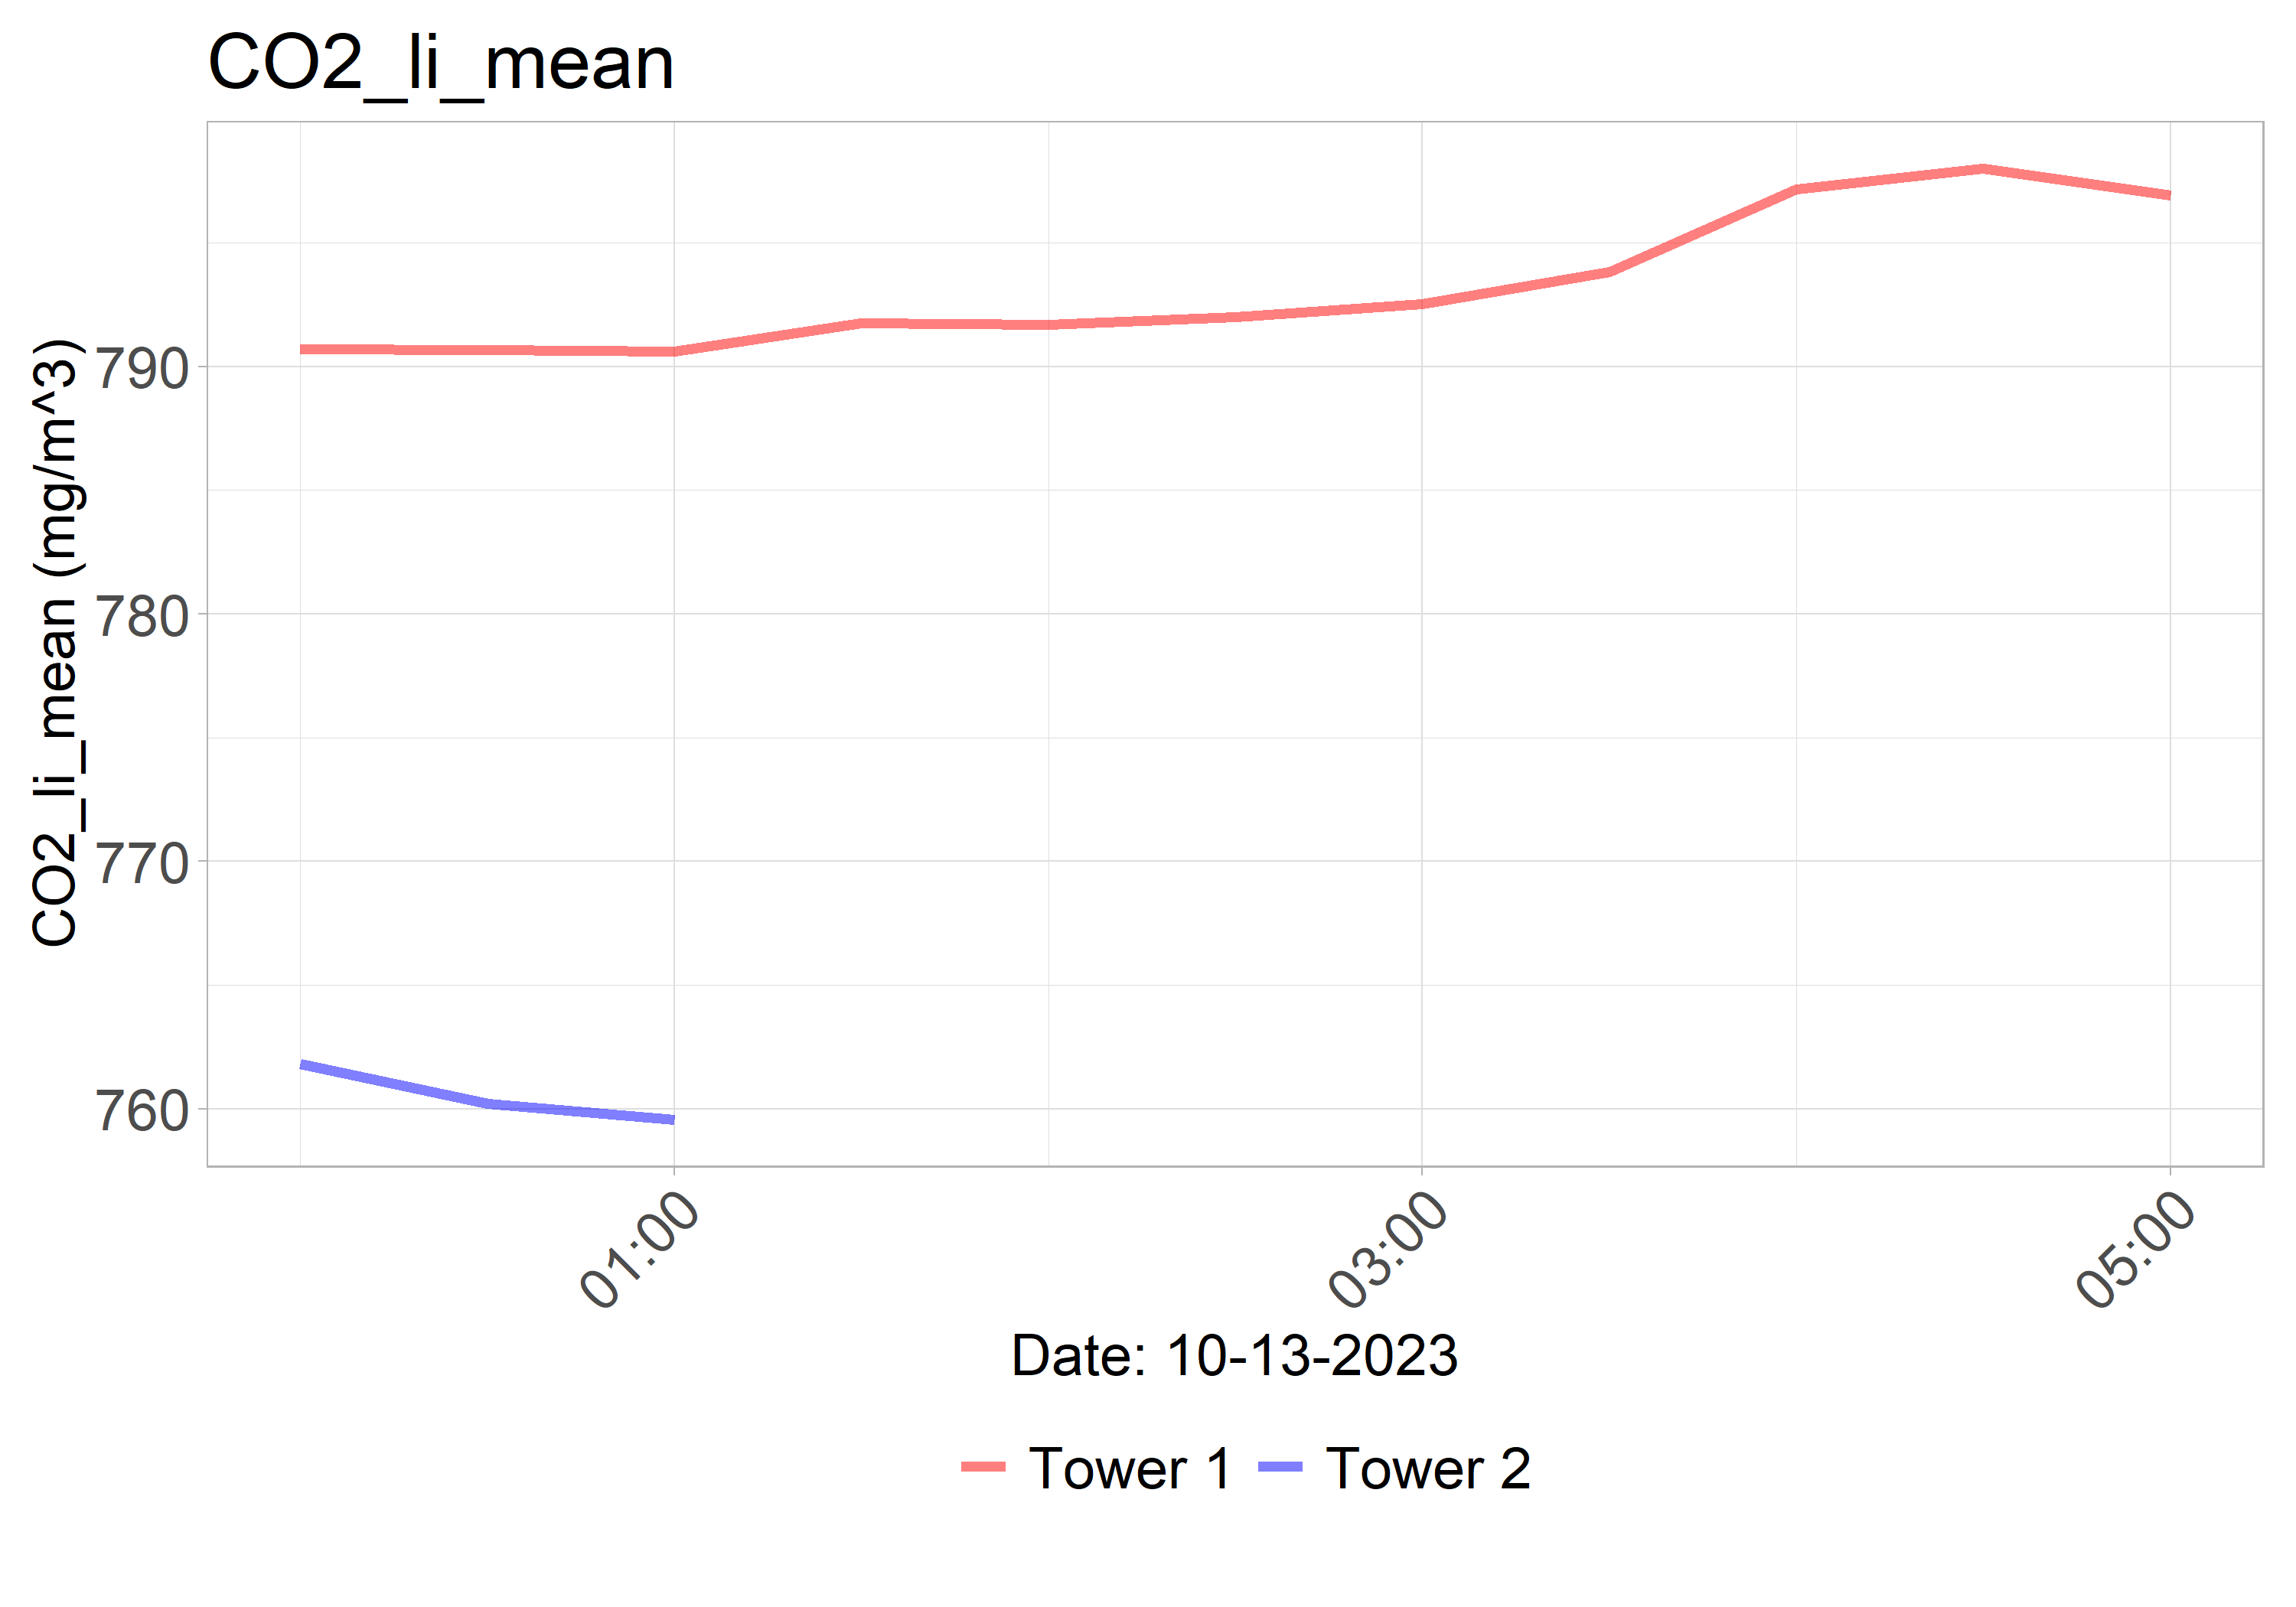 CO2_li_mean
CO2_li_mean (mg/m^3)
790
780
770
760
01:00
03:00
05:00
Date: 10-13-2023
Tower 1
Tower 2